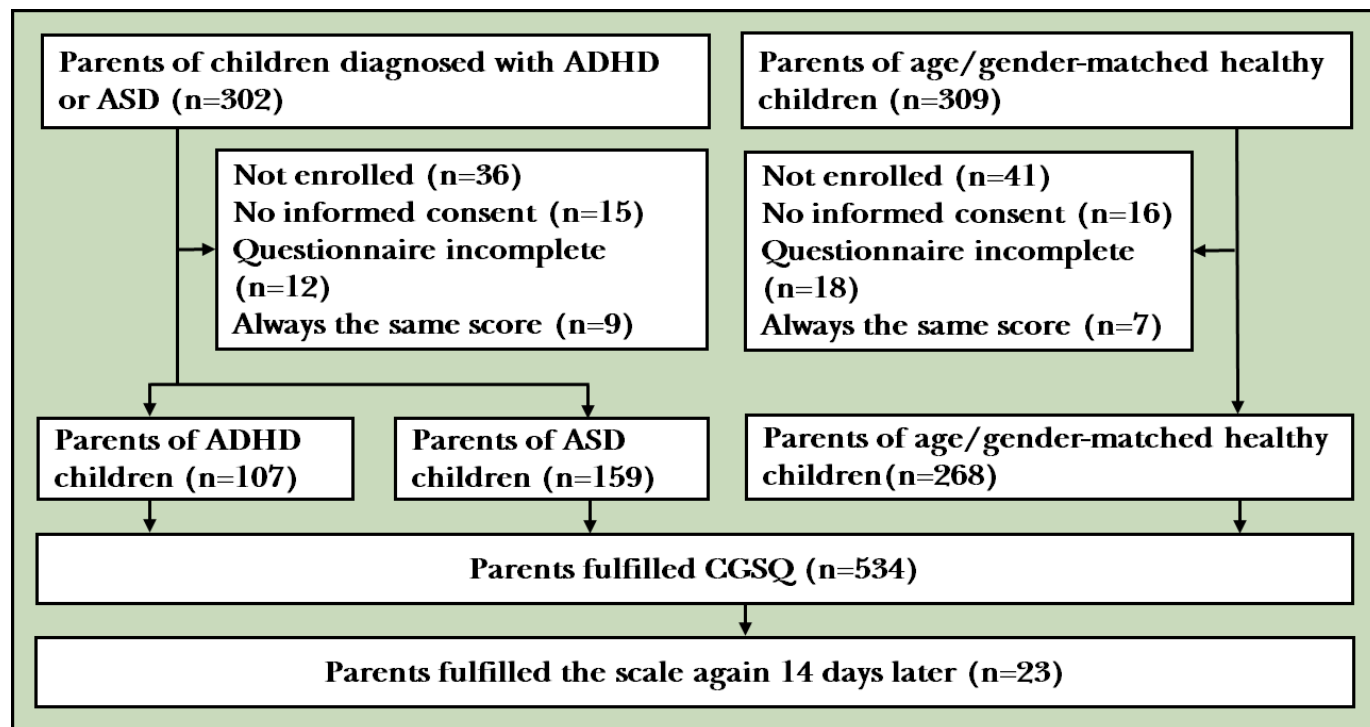 Parents of children diagnosed with ADHD
or ASD (n=302)
Parents of age/gender-matched healthy
children (n=309)
Not enrolled (n=36)
No informed consent (n=15)
Questionnaire incomplete
(n=12)
Always the same score (n=9)
Not enrolled (n=41)
No informed consent (n=16)
Questionnaire incomplete
(n=18)
Always the same score (n=7)
Parents of ADHD
children (n=107)
Parents of ASD
children (n=159)
Parents of age/gender-matched healthy
children(n=268)
Parents fulfilled CGSQ (n=534)
Parents fulfilled the scale again 14 days later (n=23)